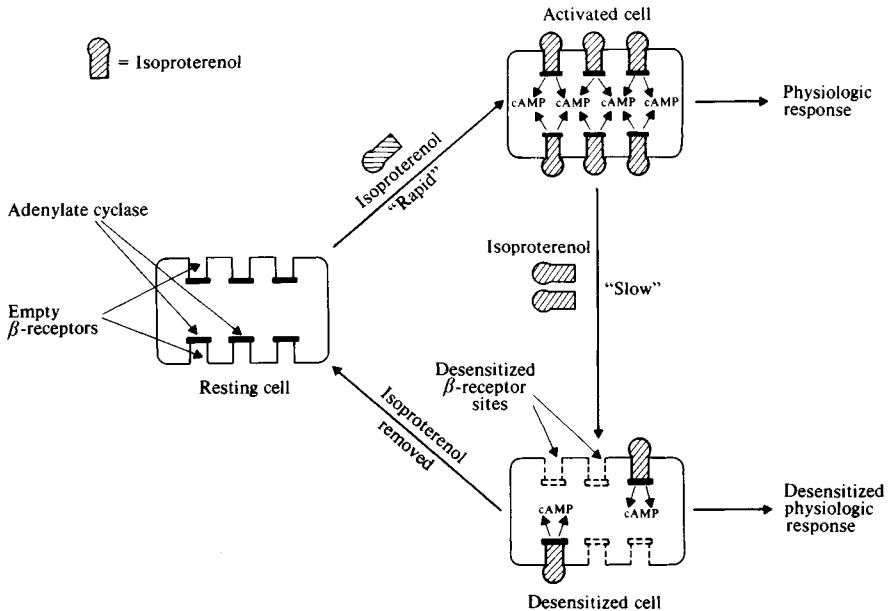 Activated cell
= Isoproterenol
cAMP cAMP cAMP cAMP
Physiologic
response
Isoproterenol
“Rapid”
Adenylate cyclase
Empty
β-receptors
Resting cell
Isoproterenol
“Slow”
Desensitized
β-receptor
sites
Isoproterenol
removed
cAMP
cAMP
Desensitized
physiologic
response
Desensitized cell